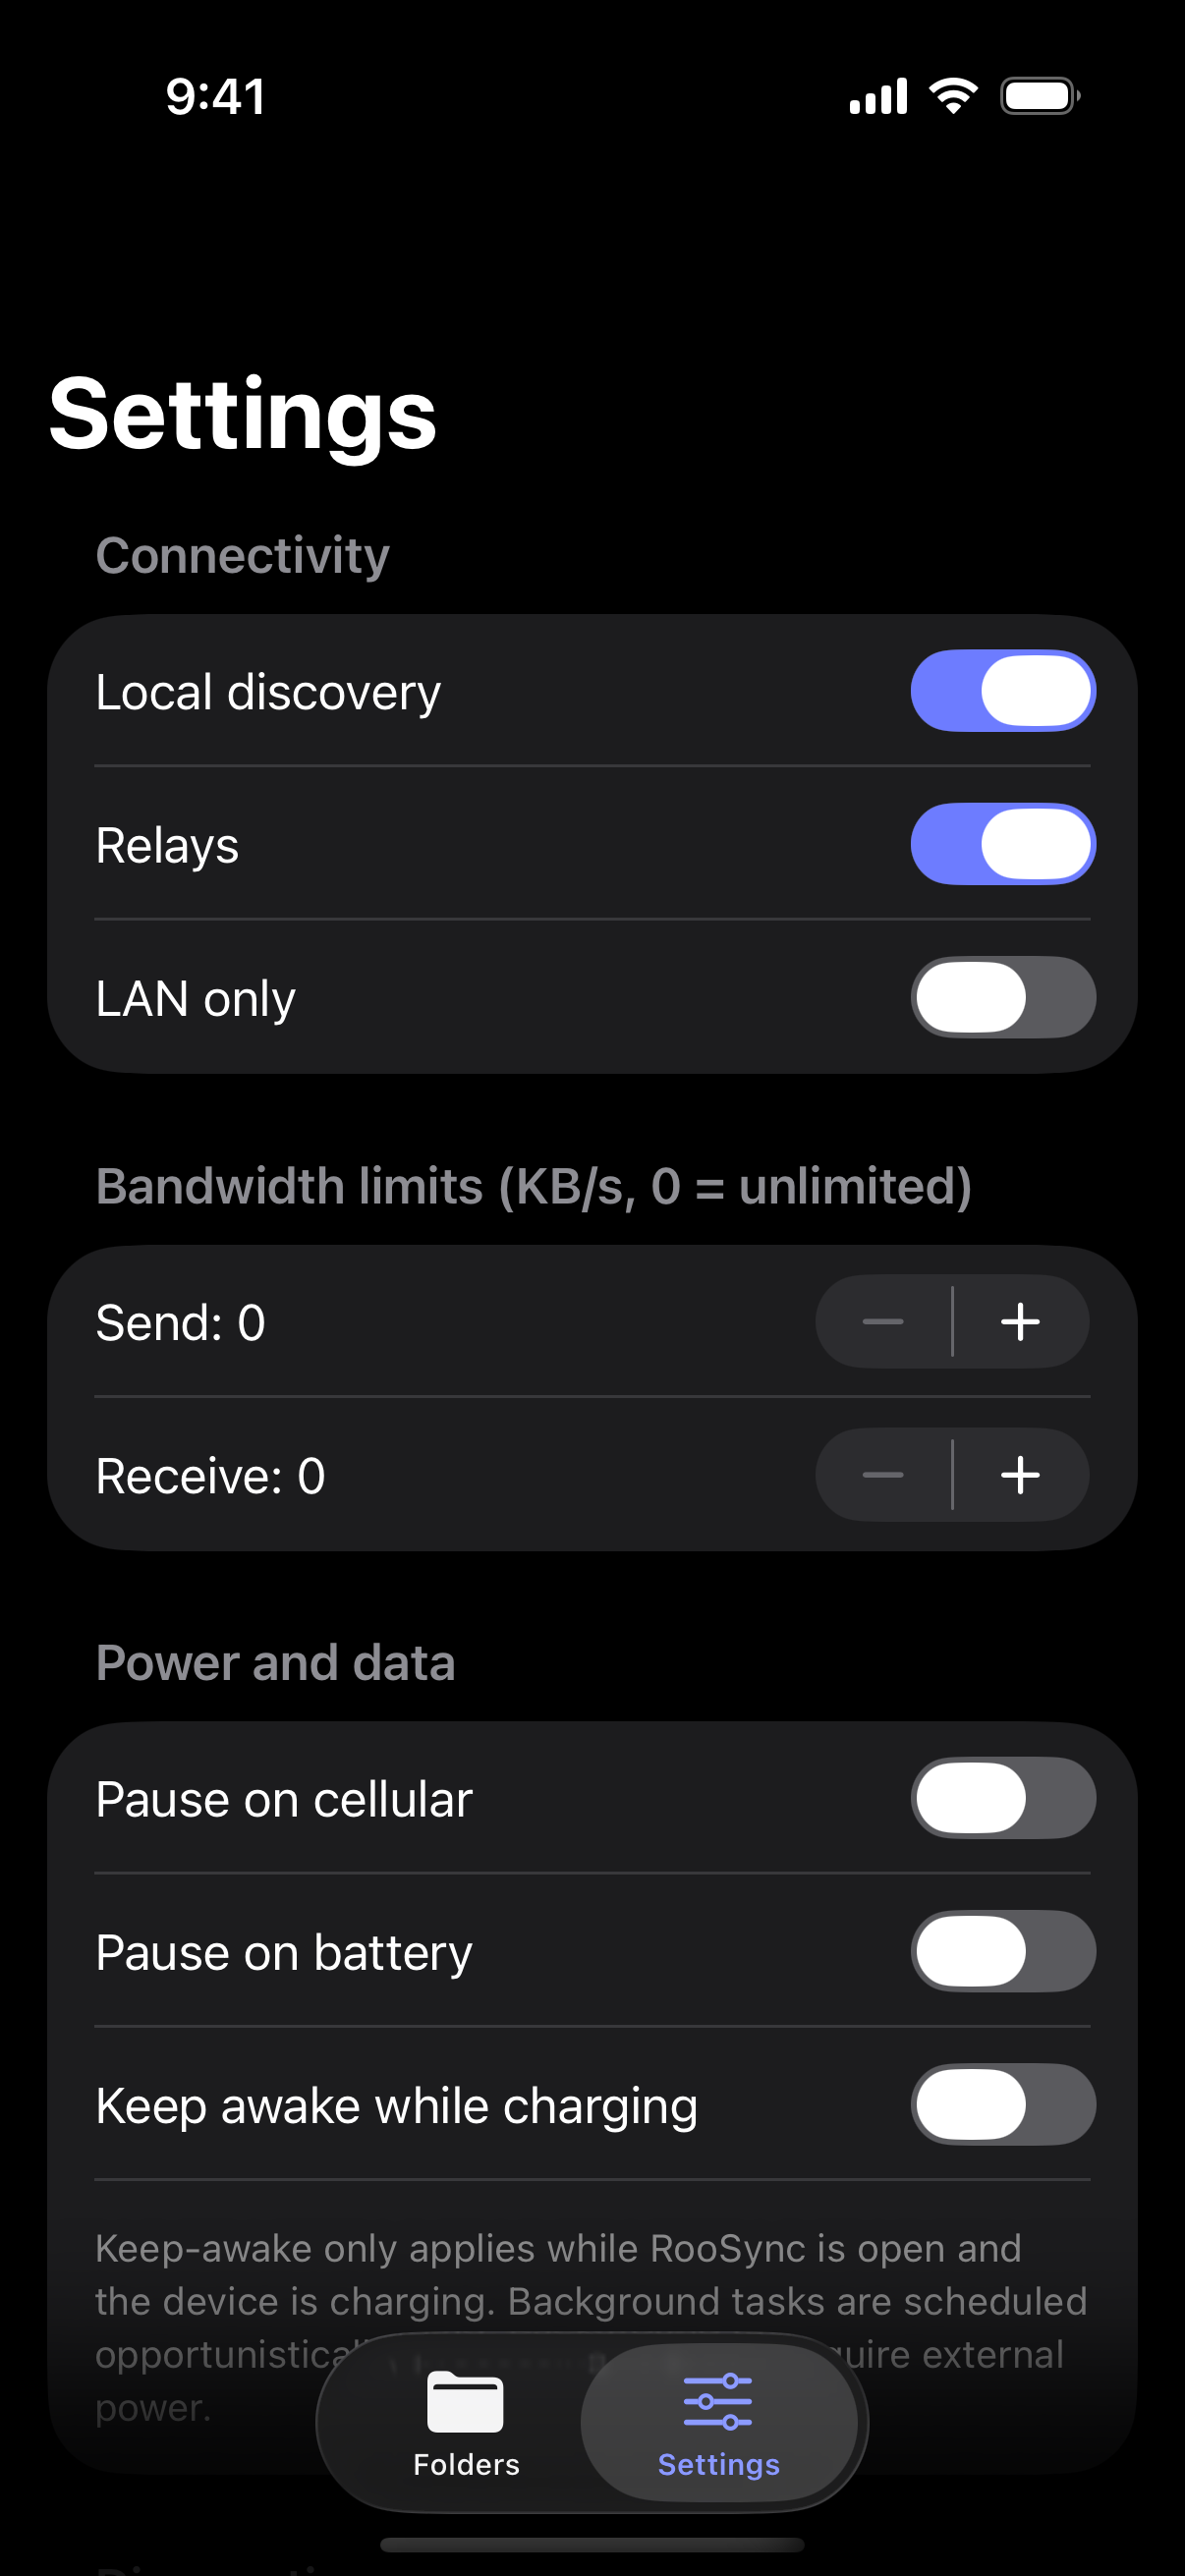 9:41
Settings
Connectivity
Local discovery
Relays
LAN only
Bandwidth limits (KB/s, 0 = unlimited)
Send: 0
Receive: 0
Power and data
Pause on cellular
Pause on battery
Keep awake while charging
Keep-awake only applies while RooSync is open and
the device is charging. Background tasks are scheduled
external
power.
Folders
Settings